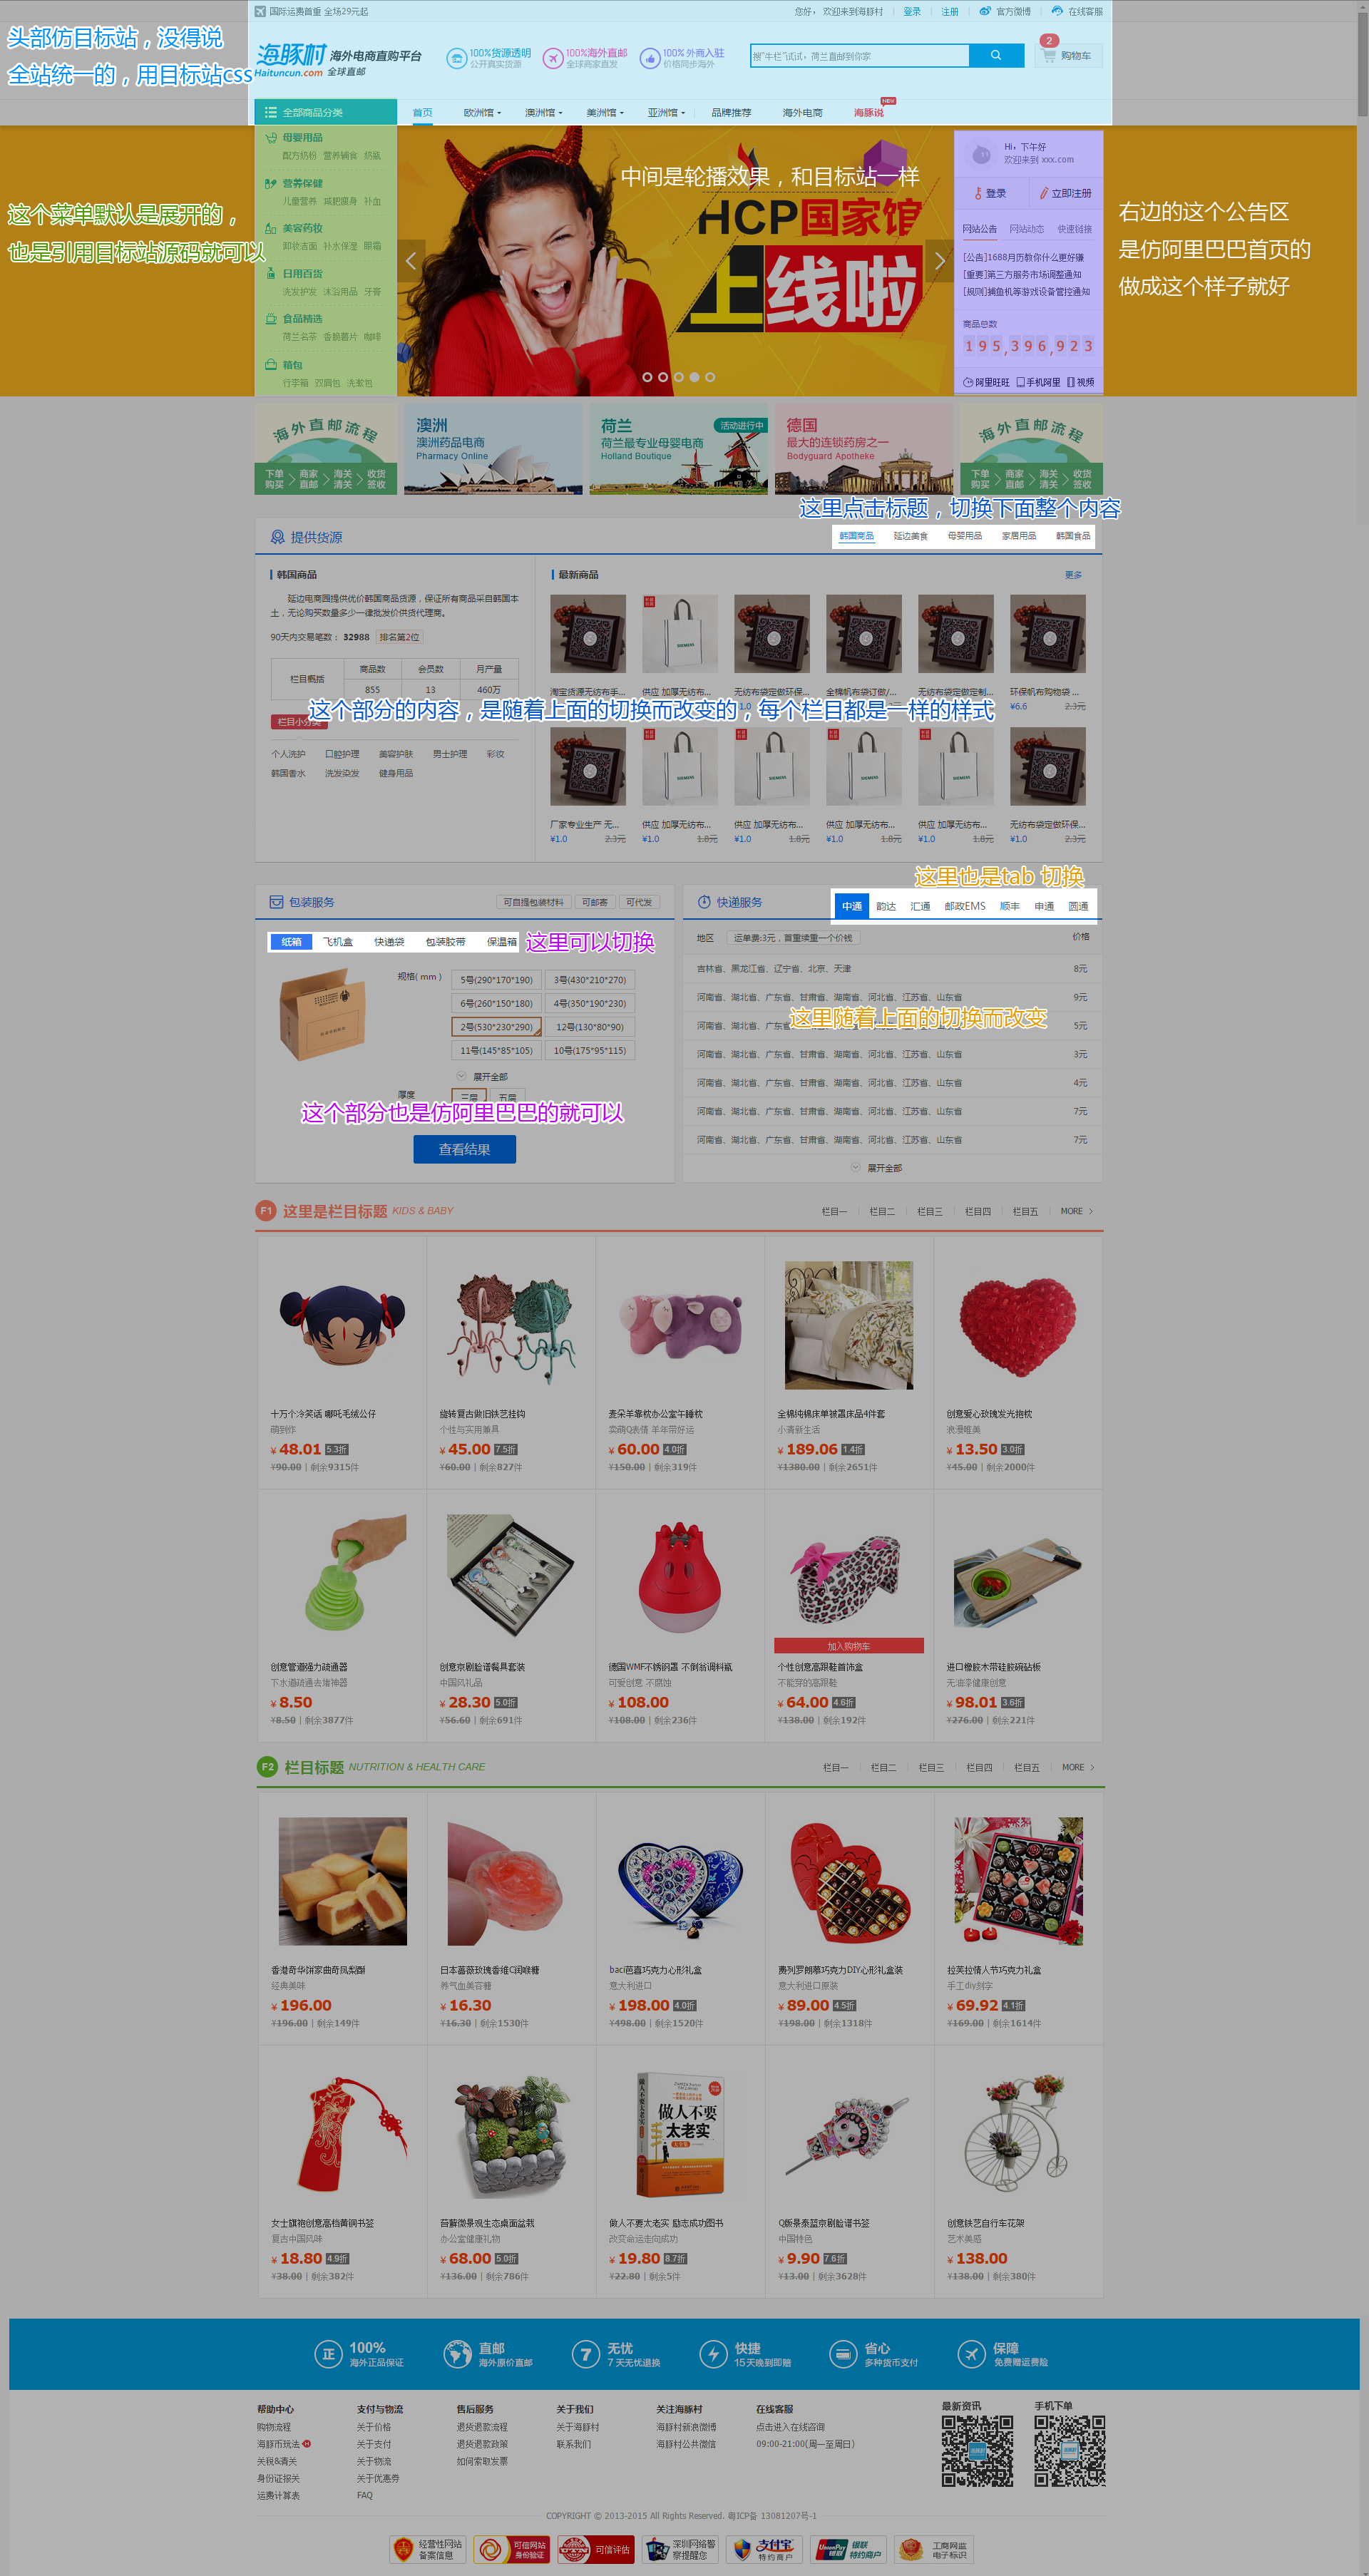 国际运费首重 全场29元起
您好， 欢迎来到海豚村
登录
注册
官方微博
在线客服
头部仿目标站，没得说
全站统一的，用目标站css
海豚村
Haituncun.com
海外电商直购平台
全球直邮
100%货源透明
公开真实货源
100%海外直邮
全球商家直发
100% 外商入驻
价格同步海外
搜"牛栏"试试，荷兰直邮到你家
2
购物车
全部商品分类
首页
欧洲馆
澳洲馆
美洲馆
亚洲馆
品牌推荐
海外电商
海豚说
NEW
母婴用品
配方奶粉 营养辅食 奶瓶
营养保健
儿童营养 减肥瘦身 补血
美容药妆
卸妆洁面 补水保湿 眼霜
日用百货
洗发护发 沐浴用品 牙膏
食品精选
荷兰名茶 香脆薯片 咖啡
箱包
行李箱 双肩包 洗漱包
这个菜单默认是展开的，
也是引用目标站源码就可以
中间是轮播效果，和目标站一样
HCP国家馆
上线啦
Hi，下午好
欢迎来到 xxx.com
登录
立即注册
网站公告 网站动态 快速链接
[公告]1688月历教你什么更好赚
[重要]第三方服务市场调整通知
[规则]捕鱼机等游戏设备管控通知
商品总数
195,396,923
阿里旺旺 手机阿里 视频
右边的这个公告区
是仿阿里巴巴首页的
做成这个样子就好
海外直邮流程
下单购买
商家直邮
海关清关
收货签收
澳洲
澳洲药品电商
Pharmacy Online
荷兰
活动进行中
荷兰最专业母婴电商
Holland Boutique
德国
最大的连锁药房之一
Bodyguard Apotheke
海外直邮流程
下单购买
商家直邮
海关清关
收货签收
这里点击标题，切换下面整个内容
提供货源
韩国商品 延边美食 母婴用品 家居用品 韩国食品
韩国商品
延边电商园提供优价韩国商品货源，保证所有商品采自韩国本
土，无论购买数量多少一律批发价供货代理商。
90天内交易笔数： 32988 排名第2位
栏目概括
商品数 会员数 月产量
855 13 460万
栏目小分类
个人洗护 口腔护理 美容护肤 男士护理 彩妆
韩国香水 洗发染发 健身用品
最新商品
更多
淘宝货源无纺布手... 供应 加厚无纺布... 无纺布袋定做环保... 全棉帆布袋订做/... 无纺布袋定做定制... 环保帆布购物袋 ...
¥6.6 2.3元
这个部分的内容，是随着上面的切换而改变的，每个栏目都是一样的样式
厂家专业生产 无... 供应 加厚无纺布... 供应 加厚无纺布... 供应 加厚无纺布... 供应 加厚无纺布... 无纺布袋定做环保...
¥1.0 2.3元 ¥1.0 1.8元 ¥1.0 1.8元 ¥1.0 1.8元 ¥1.0 1.8元 ¥1.0 2.3元
包装服务
可自提包装材料 可邮寄 可代发
纸箱 飞机盒 快递袋 包装胶带 保温箱
这里可以切换
规格( mm )
5号(290*170*190) 3号(430*210*270)
6号(260*150*180) 4号(350*190*230)
2号(530*230*290) 12号(130*80*90)
11号(145*85*105) 10号(175*95*115)
展开全部
厚度
三层 五层
这个部分也是仿阿里巴巴的就可以
查看结果
这里也是tab 切换
快递服务
中通 韵达 汇通 邮政EMS 顺丰 申通 圆通
地区 运单费:3元，首重续重一个价钱 价格
吉林省、黑龙江省、辽宁省、北京、天津 8元
河南省、湖北省、广东省、甘肃省、湖南省、河北省、江苏省、山东省 9元
这里随着上面的切换而改变
河南省、湖北省、广东省、甘肃省、湖南省、河北省、江苏省、山东省 5元
河南省、湖北省、广东省、甘肃省、湖南省、河北省、江苏省、山东省 3元
河南省、湖北省、广东省、甘肃省、湖南省、河北省、江苏省、山东省 4元
河南省、湖北省、广东省、甘肃省、湖南省、河北省、江苏省、山东省 7元
河南省、湖北省、广东省、甘肃省、湖南省、河北省、江苏省、山东省 7元
展开全部
F1 这里是栏目标题 KIDS & BABY
栏目一 栏目二 栏目三 栏目四 栏目五 MORE
十万个冷笑话 哪吒毛绒公仔
萌到炸
¥ 48.01 5.3折
¥90.00 | 剩余9315件
旋转复古做旧铁艺挂钩
个性与实用兼具
¥ 45.00 7.5折
¥60.00 | 剩余827件
麦朵羊靠枕办公室午睡枕
卖萌Q表情 羊年带好运
¥ 60.00 4.0折
¥150.00 | 剩余319件
全棉纯棉床单被罩床品4件套
小清新生活
¥ 189.06 1.4折
¥1380.00 | 剩余2651件
创意爱心玫瑰发光抱枕
浪漫唯美
¥ 13.50 3.0折
¥45.00 | 剩余2000件
创意管道强力疏通器
下水道疏通去堵神器
¥ 8.50
¥8.50 | 剩余3877件
创意京剧脸谱餐具套装
中国风礼品
¥ 28.30 5.0折
¥56.60 | 剩余691件
德国WMF不锈钢罩 不倒翁调料瓶
可爱创意 不腐蚀
¥ 108.00
¥108.00 | 剩余236件
加入购物车
个性创意高跟鞋首饰盒
不能穿的高跟鞋
¥ 64.00 4.6折
¥138.00 | 剩余192件
进口橡胶木带硅胶碗砧板
无油漆健康创意
¥ 98.01 3.6折
¥276.00 | 剩余221件
F2 栏目标题 NUTRITION & HEALTH CARE
栏目一 栏目二 栏目三 栏目四 栏目五 MORE
香港奇华饼家曲奇凤梨酥
经典美味
¥ 196.00
¥196.00 | 剩余149件
日本蔷薇玫瑰香维C润喉糖
养气血美容糖
¥ 16.30
¥16.30 | 剩余1530件
baci芭喜巧克力心形礼盒
意大利进口
¥ 198.00 4.0折
¥498.00 | 剩余1520件
费列罗朗慕巧克力DIY心形礼盒装
意大利进口原装
¥ 89.00 4.5折
¥198.00 | 剩余1318件
拉芙拉情人节巧克力礼盒
手工diy刻字
¥ 69.92 4.1折
¥169.00 | 剩余1614件
做人不要
太老实
女士旗袍创意高档黄铜书签
复古中国风味
¥ 18.80 4.9折
¥38.00 | 剩余382件
苔藓微景观生态桌面盆栽
办公室健康礼物
¥ 68.00 5.0折
¥136.00 | 剩余786件
做人不要太老实 励志成功图书
改变命运走向成功
¥ 19.80 8.7折
¥22.80 | 剩余5件
Q版景泰蓝京剧脸谱书签
中国特色
¥ 9.90 7.6折
¥13.00 | 剩余3628件
创意铁艺自行车花架
艺术美感
¥ 138.00
¥138.00 | 剩余380件
正 100%
海外正品保证
直邮
海外原价直邮
7 无忧
7 天无忧退换
快捷
15天晚到即赔
省心
多种货币支付
保障
免费赠运费险
帮助中心 支付与物流 售后服务 关于我们 关注海豚村 在线客服 最新资讯 手机下单
购物流程 关于价格 退货退款流程 关于海豚村 海豚村新浪微博 点击进入在线咨询
海豚币玩法 关于支付 退货退款政策 联系我们 海豚村公共微信 09:00-21:00(周一至周日)
关税&清关 关于物流 如何索取发票
身份证报关 关于优惠券
运费计算表 FAQ
COPYRIGHT © 2013-2015 All Rights Reserved. 粤ICP备 13081207号-1
经营性网站
备案信息
可信网站
身份验证
可信评估
深圳网络警
察提醒您
支付宝
特约商户
UnionPay 银联
银联
特约商户
工商网监
电子标识